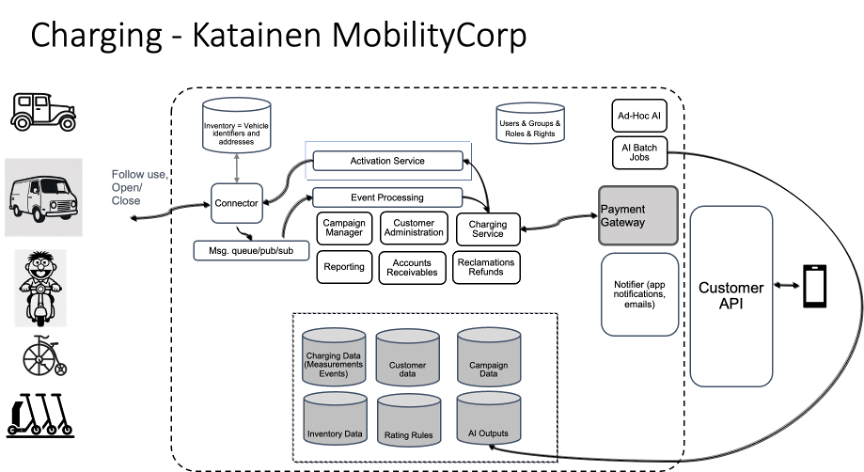 Charging - Katainen MobilityCorp
Inventory = Vehicle
identifiers and
addresses
Users & Groups &
Roles & Rights
Ad-Hoc AI
AI Batch
Jobs
Activation Service
Follow use,
Open/
Close
Connector
Event Processing
Msg. queue/pub/sub
Campaign
Manager
Customer
Administration
Charging
Service
Payment
Gateway
Reporting
Accounts
Receivables
Reclamations
Refunds
Notifier (app
notifications,
emails)
Customer
API
Charging Data
(Measurements
Events)
Customer
data
Campaign
Data
Inventory Data
Rating Rules
AI Outputs